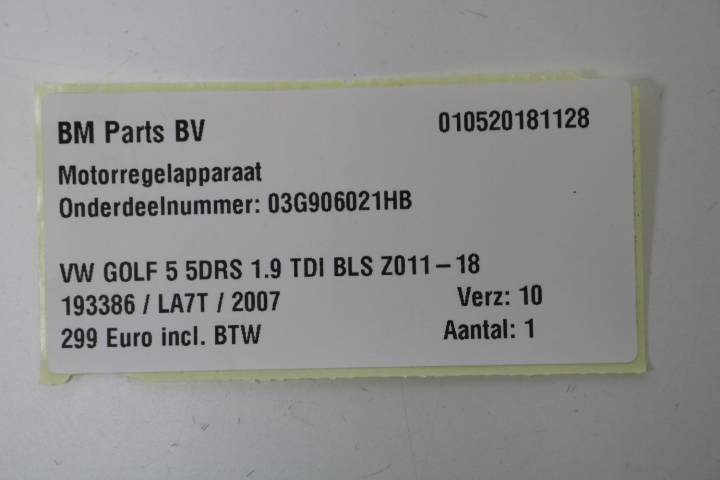 BM Parts BV 010520181128
Motorregelapparaat
Onderdeelnummer: 03G906021HB
VW GOLF 5 5DRS 1.9 TDI BLS Z011-18
193386 / LA7T / 2007 Verz: 10
299 Euro incl. BTW Aantal: 1